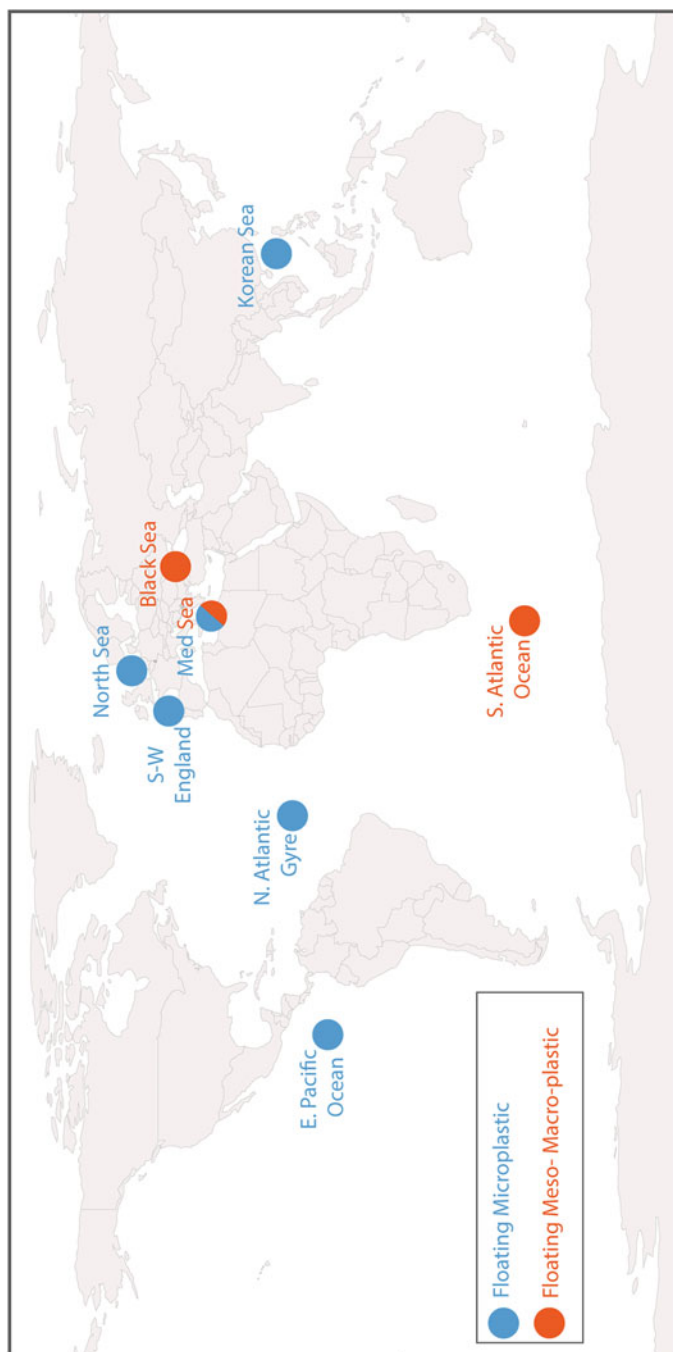 North Sea
S-W
England
Black Sea
Med Sea
Korean Sea
N. Atlantic
Gyre
E. Pacific
Ocean
S. Atlantic
Ocean
Floating Microplastic
Floating Meso- Macro-plastic